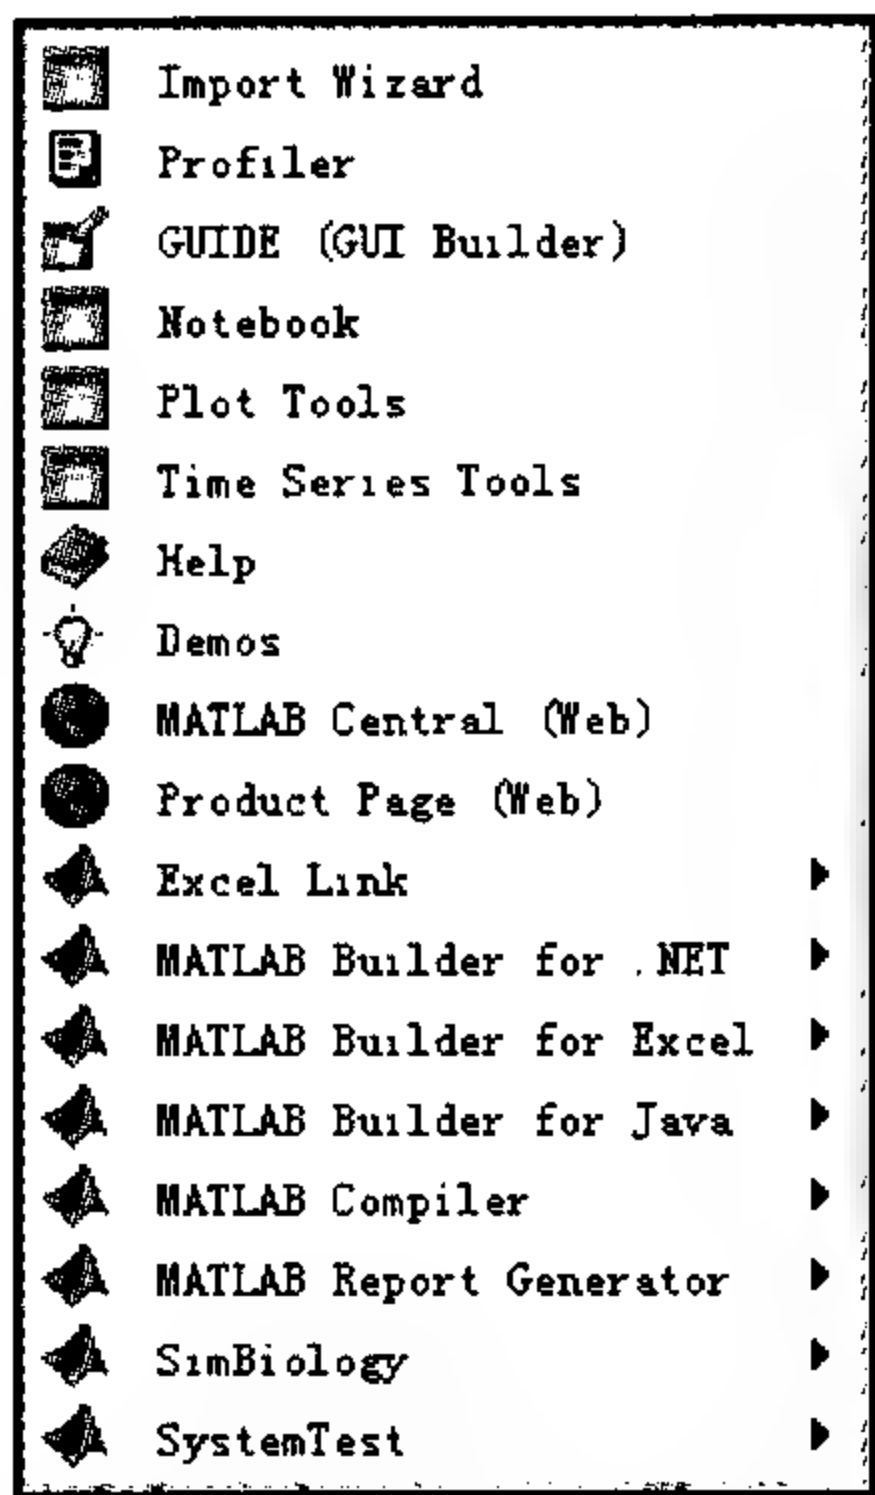 Import Wizard
Profiler
GUIDE (GUI Builder)
Notebook
Plot Tools
Time Series Tools
Help
Demos
MATLAB Central (Web)
Product Page (Web)
Excel Link
MATLAB Builder for .NET
MATLAB Builder for Excel
MATLAB Builder for Java
MATLAB Compiler
MATLAB Report Generator
SimBiology
SystemTest